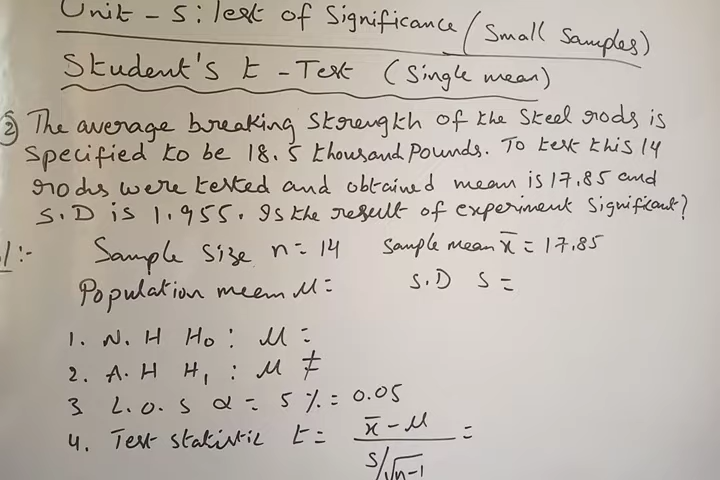 Unit - 5 : Test of Significance (Small Samples)
Student's t - Test (Single mean)
② The average breaking strength of the steel rods is
specified to be 18.5 thousand pounds. To test this 14
rods were tested and obtained mean is 17.85 and
S.D is 1.955. Is the result of experiment significant?
Sample size n = 14 Sample mean x̄ = 17.85
Population mean μ = S.D S =
1. N. H H₀ : μ =
2. A. H H₁ : μ ≠
3 L. O. S α = 5 % = 0.05
4. Test statistic t = x̄ - μ / S/√n-1 =